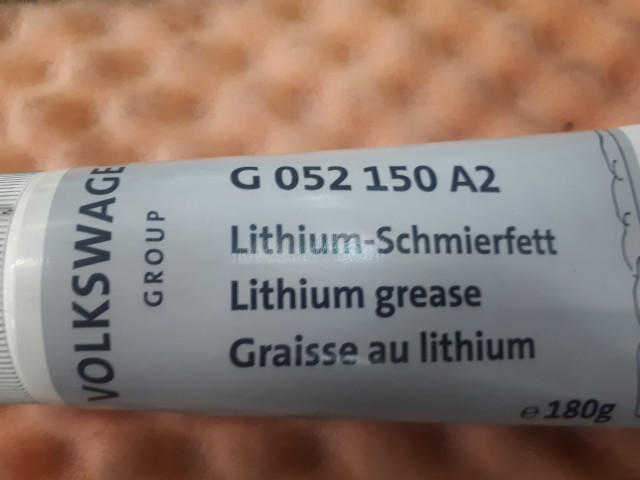 VOLKSWAGE
GROUP
G 052 150 A2
Lithium-Schmierfett
Lithium grease
Graisse au lithium
e 180g